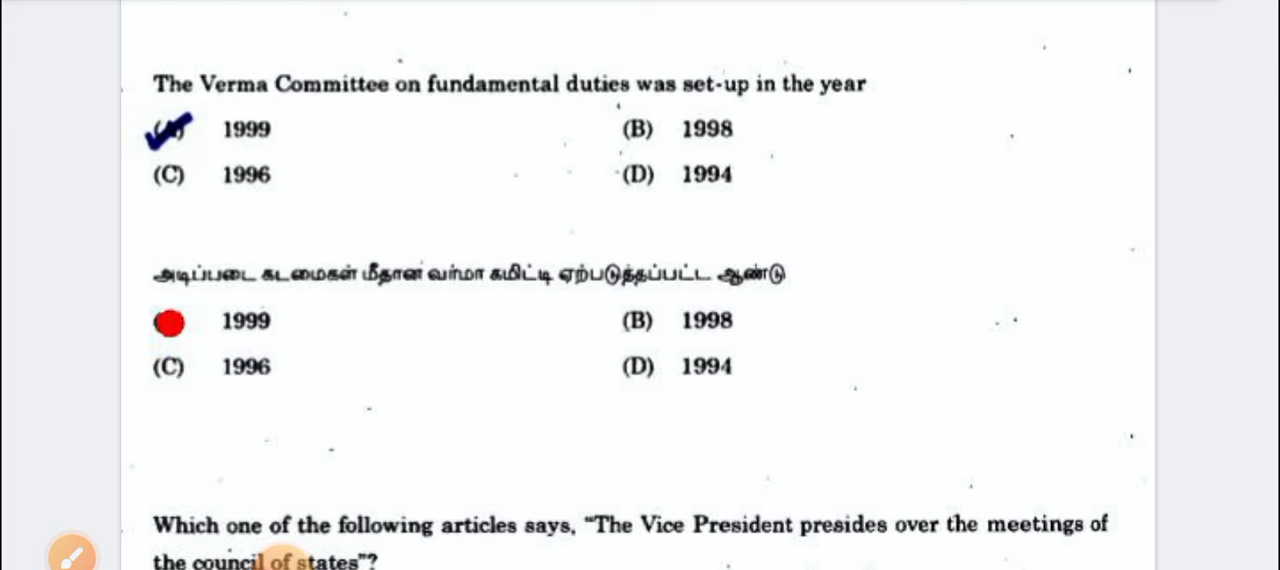 The Verma Committee on fundamental duties was set-up in the year
1999 (B) 1998
(C) 1996 (D) 1994
அடிப்படை கடமைகள் மீதான வர்மா கமிட்டி ஏற்படுத்தப்பட்ட ஆண்டு
1999 (B) 1998
(C) 1996 (D) 1994
Which one of the following articles says, “The Vice President presides over the meetings of
the council of states”?